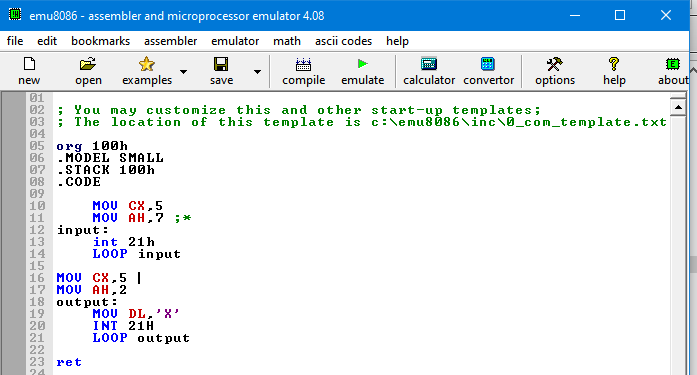 emu8086 - assembler and microprocessor emulator 4.08
file edit bookmarks assembler emulator math ascii codes help
new open examples save compile emulate calculator convertor options help about
01
02 ; You may customize this and other start-up templates;
03 ; The location of this template is c:\emu8086\inc\0_com_template.txt
04
05 org 100h
06 .MODEL SMALL
07 .STACK 100h
08 .CODE
09
10 MOV CX,5
11 MOV AH,7 ;*
12 input:
13 int 21h
14 LOOP input
15
16 MOV CX,5
17 MOV AH,2
18 output:
19 MOV DL,'X'
20 INT 21H
21 LOOP output
22
23 ret
24